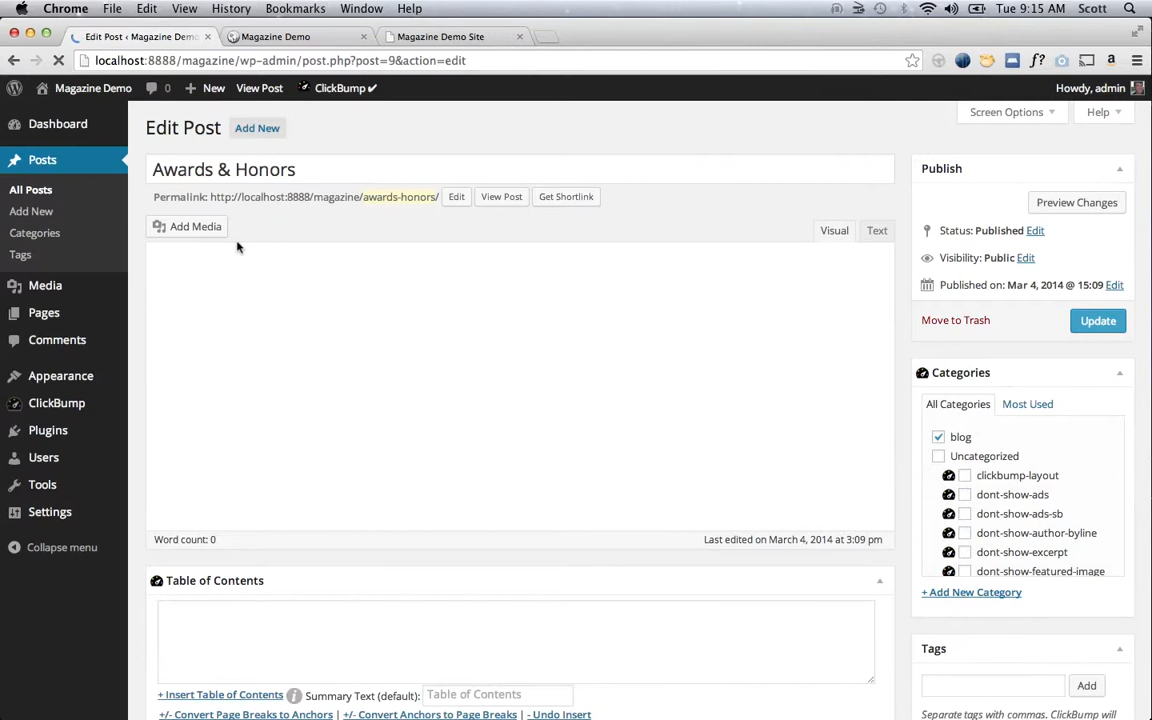 Chrome File Edit View History Bookmarks Window Help Tue 9:15 AM Scott
Edit Post ‹ Magazine Demo Magazine Demo Magazine Demo Site
localhost:8888/magazine/wp-admin/post.php?post=9&action=edit
Magazine Demo 0 New View Post ClickBump ✔ Howdy, admin
Screen Options Help
Dashboard
Posts
All Posts
Add New
Categories
Tags
Media
Pages
Comments
Appearance
ClickBump
Plugins
Users
Tools
Settings
Collapse menu
Edit Post Add New
Awards & Honors
Permalink: http://localhost:8888/magazine/awards-honors/ Edit View Post Get Shortlink
Add Media Visual Text
Word count: 0 Last edited on March 4, 2014 at 3:09 pm
Table of Contents
+ Insert Table of Contents i Summary Text (default): Table of Contents
+/- Convert Page Breaks to Anchors | +/- Convert Anchors to Page Breaks | - Undo Insert
Publish
Preview Changes
Status: Published Edit
Visibility: Public Edit
Published on: Mar 4, 2014 @ 15:09 Edit
Move to Trash Update
Categories
All Categories Most Used
blog
Uncategorized
clickbump-layout
dont-show-ads
dont-show-ads-sb
dont-show-author-byline
dont-show-excerpt
dont-show-featured-image
+ Add New Category
Tags
Add
Separate tags with commas. ClickBump will